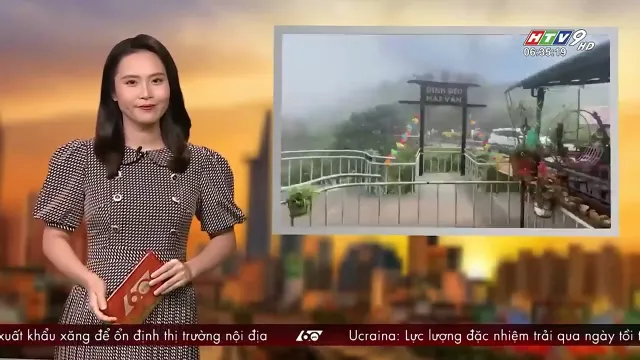 HTV9 HD
06:35:19
ĐỈNH ĐÈO
HẢI VÂN
xuất khẩu xăng để ổn định thị trường nội địa
60
Ucraina: Lực lượng đặc nhiệm trải qua ngày tồi t